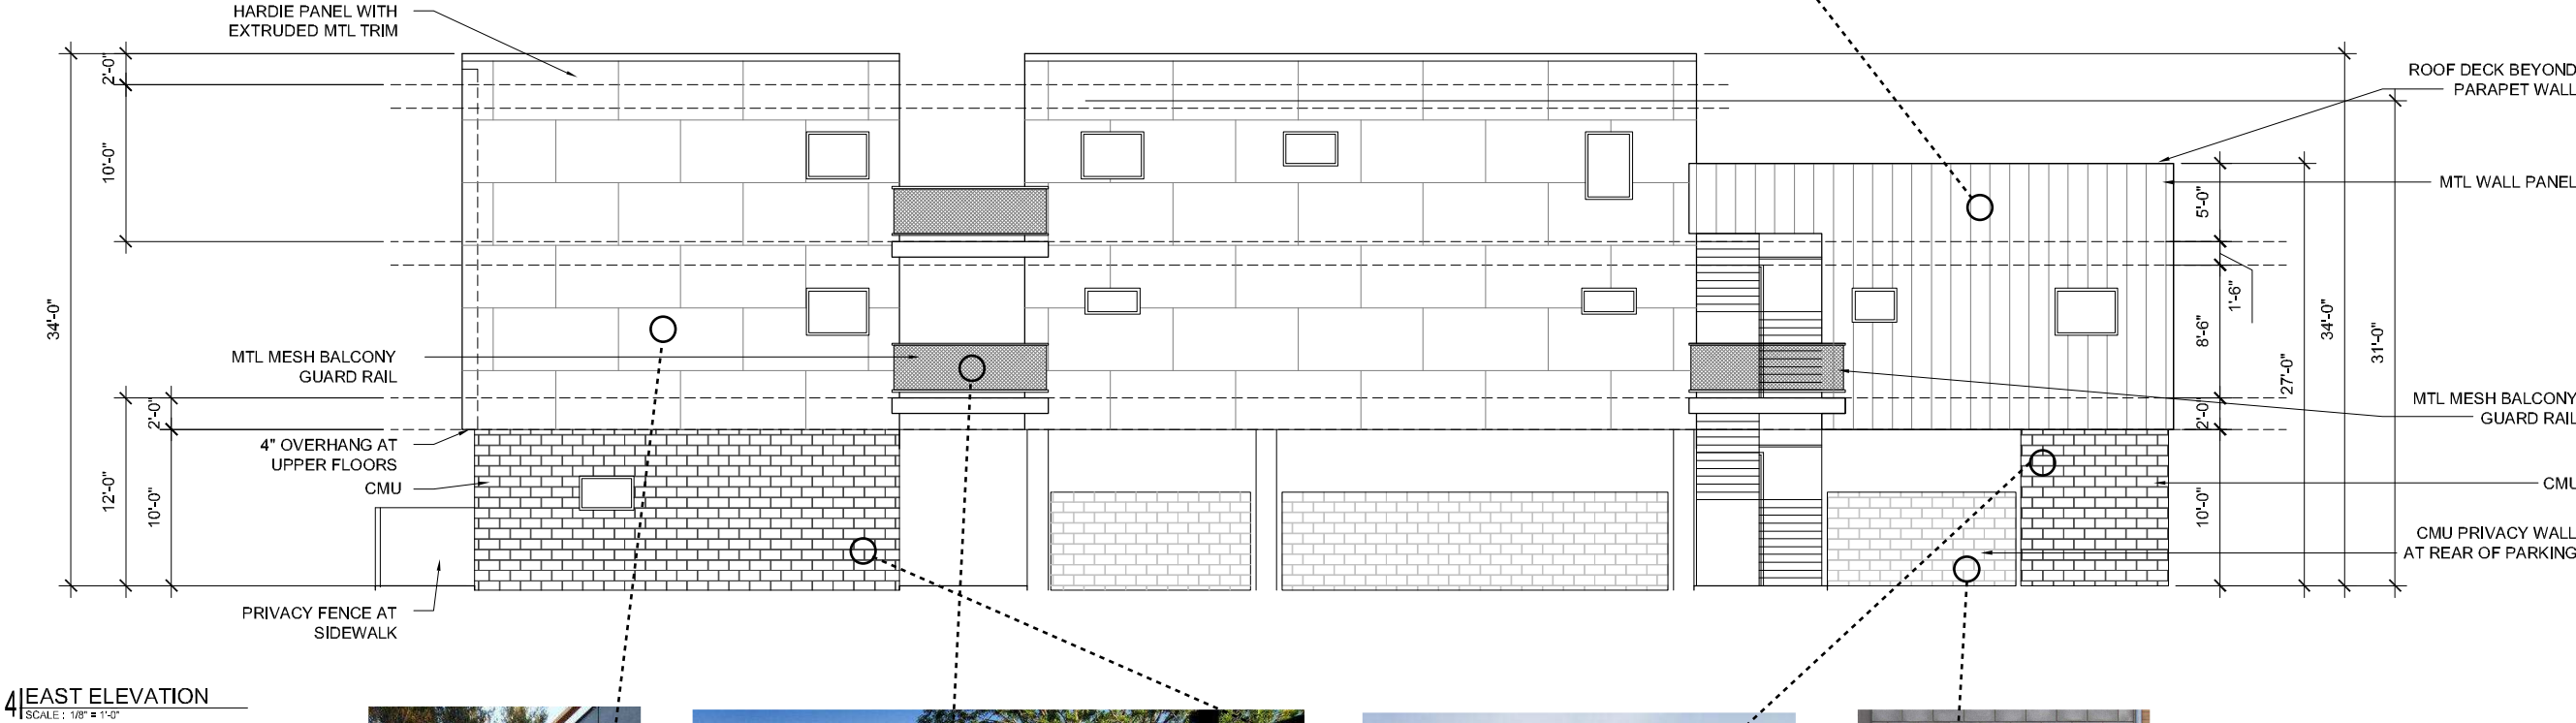 HARDIE PANEL WITH
EXTRUDED MTL TRIM
2'-0"
10'-0"
34'-0"
MTL MESH BALCONY
GUARD RAIL
2'-0"
12'-0"
10'-0"
4" OVERHANG AT
UPPER FLOORS
CMU
PRIVACY FENCE AT
SIDEWALK
ROOF DECK BEYOND
PARAPET WALL
MTL WALL PANEL
5'-0"
1'-6"
8'-6"
34'-0"
31'-0"
27'-0"
MTL MESH BALCONY
GUARD RAIL
2'-0"
10'-0"
CMU
CMU PRIVACY WALL
AT REAR OF PARKING
4 EAST ELEVATION
SCALE : 1/8" = 1'-0"